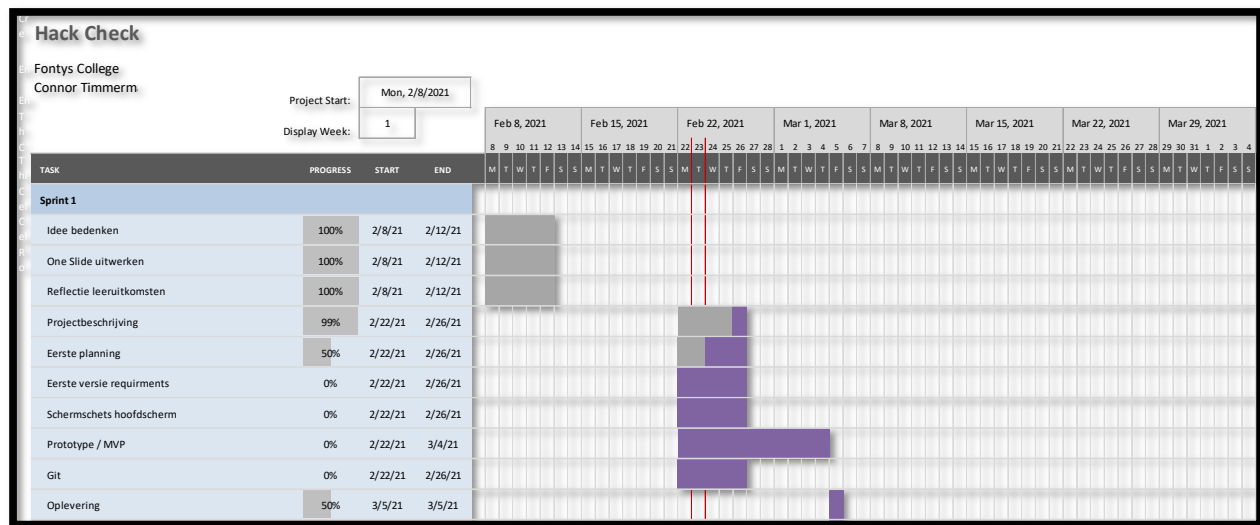 Hack Check
Fontys College
Connor Timmerm
Project Start: Mon, 2/8/2021
Display Week: 1
Feb 8, 2021 Feb 15, 2021 Feb 22, 2021 Mar 1, 2021 Mar 8, 2021 Mar 15, 2021 Mar 22, 2021 Mar 29, 2021
8 9 10 11 12 13 14 15 16 17 18 19 20 21 22 23 24 25 26 27 28 1 2 3 4 5 6 7 8 9 10 11 12 13 14 15 16 17 18 19 20 21 22 23 24 25 26 27 28 29 30 31 1 2 3 4
TASK PROGRESS START END M T W T F S S M T W T F S S M T W T F S S M T W T F S S M T W T F S S M T W T F S S M T W T F S S M T W T F S S
Sprint 1
Idee bedenken 100% 2/8/21 2/12/21
One Slide uitwerken 100% 2/8/21 2/12/21
Reflectie leeruitkomsten 100% 2/8/21 2/12/21
Projectbeschrijving 99% 2/22/21 2/26/21
Eerste planning 50% 2/22/21 2/26/21
Eerste versie requirments 0% 2/22/21 2/26/21
Schermschets hoofdscherm 0% 2/22/21 2/26/21
Prototype / MVP 0% 2/22/21 3/4/21
Git 0% 2/22/21 2/26/21
Oplevering 50% 3/5/21 3/5/21